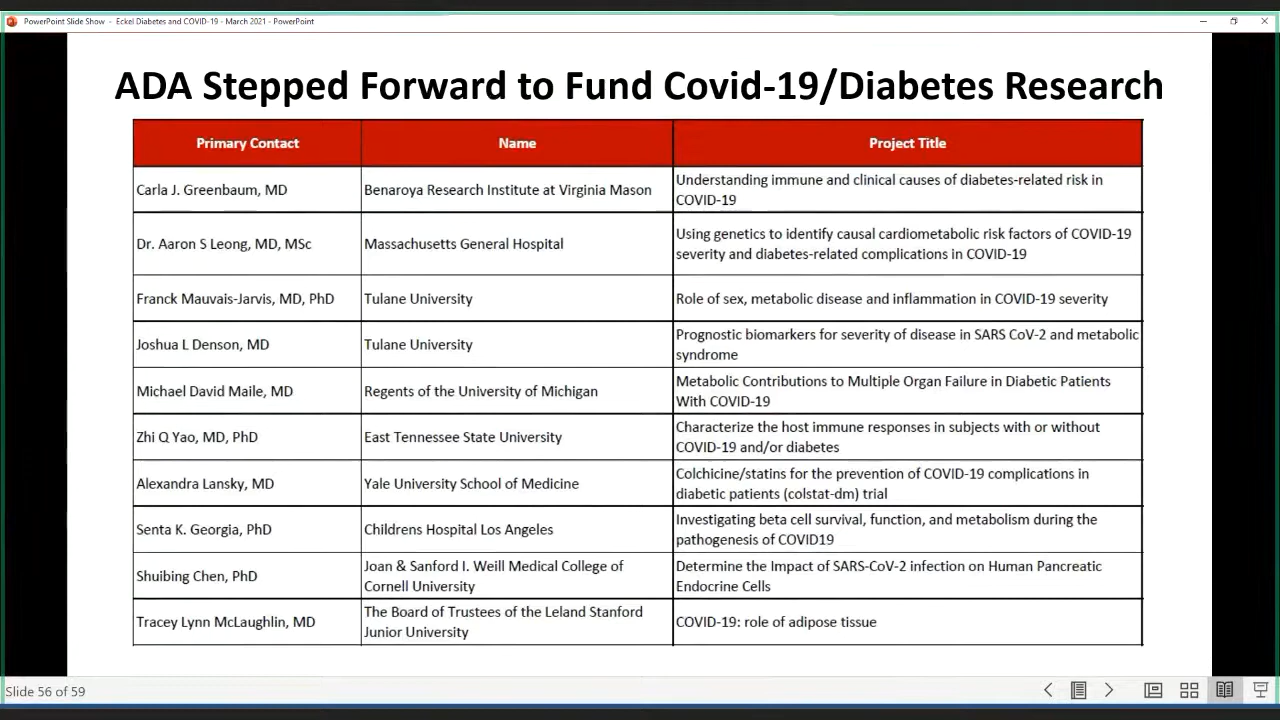 PowerPoint Slide Show - Eckel Diabetes and COVID-19 - March 2021 - PowerPoint
ADA Stepped Forward to Fund Covid-19/Diabetes Research
Primary Contact Name Project Title
Carla J. Greenbaum, MD Benaroya Research Institute at Virginia Mason Understanding immune and clinical causes of diabetes-related risk in
COVID-19
Dr. Aaron S Leong, MD, MSc Massachusetts General Hospital Using genetics to identify causal cardiometabolic risk factors of COVID-19
severity and diabetes-related complications in COVID-19
Franck Mauvais-Jarvis, MD, PhD Tulane University Role of sex, metabolic disease and inflammation in COVID-19 severity
Joshua L Denson, MD Tulane University Prognostic biomarkers for severity of disease in SARS CoV-2 and metabolic
syndrome
Michael David Maile, MD Regents of the University of Michigan Metabolic Contributions to Multiple Organ Failure in Diabetic Patients
With COVID-19
Zhi Q Yao, MD, PhD East Tennessee State University Characterize the host immune responses in subjects with or without
COVID-19 and/or diabetes
Alexandra Lansky, MD Yale University School of Medicine Colchicine/statins for the prevention of COVID-19 complications in
diabetic patients (colstat-dm) trial
Senta K. Georgia, PhD Childrens Hospital Los Angeles Investigating beta cell survival, function, and metabolism during the
pathogenesis of COVID19
Shuibing Chen, PhD Joan & Sanford I. Weill Medical College of
Cornell University Determine the Impact of SARS-CoV-2 infection on Human Pancreatic
Endocrine Cells
Tracey Lynn McLaughlin, MD The Board of Trustees of the Leland Stanford
Junior University COVID-19: role of adipose tissue
Slide 56 of 59